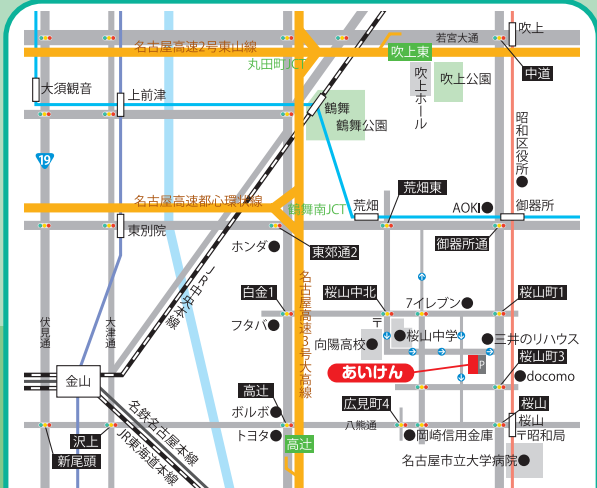 名古屋高速2号東山線
若宮大通
吹上
丸田町JCT
吹上東
中道
大須観音
上前津
鶴舞
鶴舞公園
吹上ホール
吹上公園
昭和区役所
19
名古屋高速都心環状線
鶴舞南JCT
荒畑
荒畑東
AOKI
御器所
東別院
ホンダ
東郊通2
御器所通
JR中央本線
名古屋高速3号大高線
白金1
桜山中北
7イレブン
桜山町1
伏見通
大津通
フタバ
〒
向陽高校
桜山中学
三井のリハウス
桜山町3
あいけん
P
docomo
金山
高辻
広見町4
桜山
名鉄名古屋本線
JR東海道本線
ボルボ
八熊通
桜山
沢上
トヨタ
高辻
岡崎信用金庫
〒昭和局
新尾頭
名古屋市立大学病院